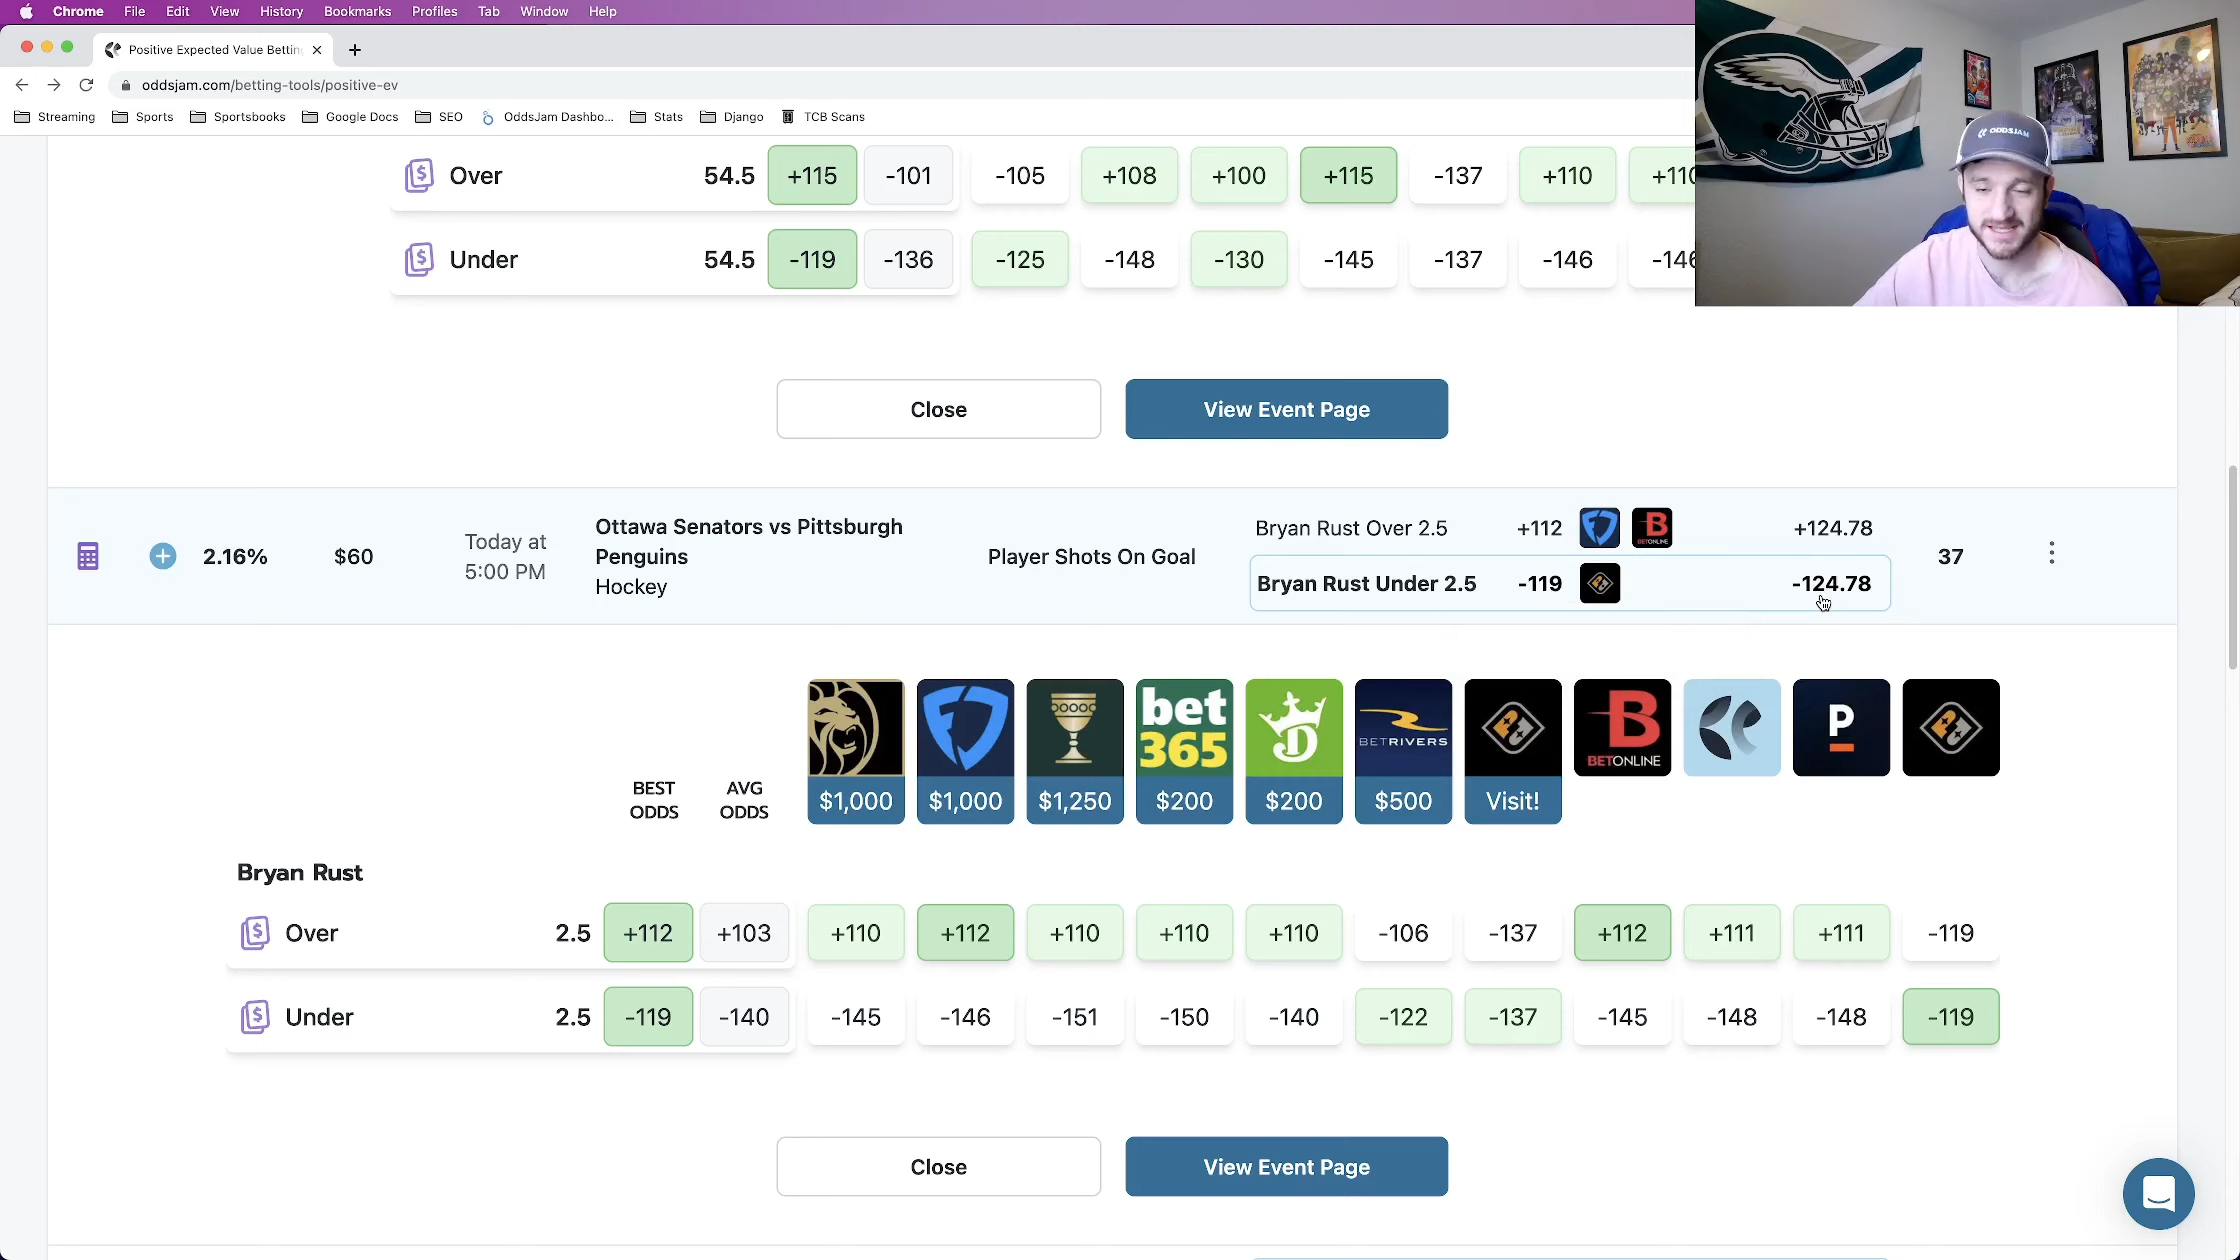 Chrome File Edit View History Bookmarks Profiles Tab Window Help
Positive Expected Value Bettin
oddsjam.com/betting-tools/positive-ev
Streaming Sports Sportsbooks Google Docs SEO OddsJam Dashbo... Stats Django TCB Scans
ODDSJAM
Over 54.5 +115 -101 -105 +108 +100 +115 -137 +110 +110
Under 54.5 -119 -136 -125 -148 -130 -145 -137 -146 -146
Close View Event Page
2.16% $60 Today at 5:00 PM
Ottawa Senators vs Pittsburgh
Penguins
Hockey
Player Shots On Goal
Bryan Rust Over 2.5 +112 B BETONLINE +124.78
Bryan Rust Under 2.5 -119 -124.78
37
bet
365
BETRIVERS
B
BETONLINE
P
BEST
ODDS
AVG
ODDS
$1,000 $1,000 $1,250 $200 $200 $500 Visit!
Bryan Rust
Over 2.5 +112 +103 +110 +112 +110 +110 +110 -106 -137 +112 +111 +111 -119
Under 2.5 -119 -140 -145 -146 -151 -150 -140 -122 -137 -145 -148 -148 -119
Close View Event Page